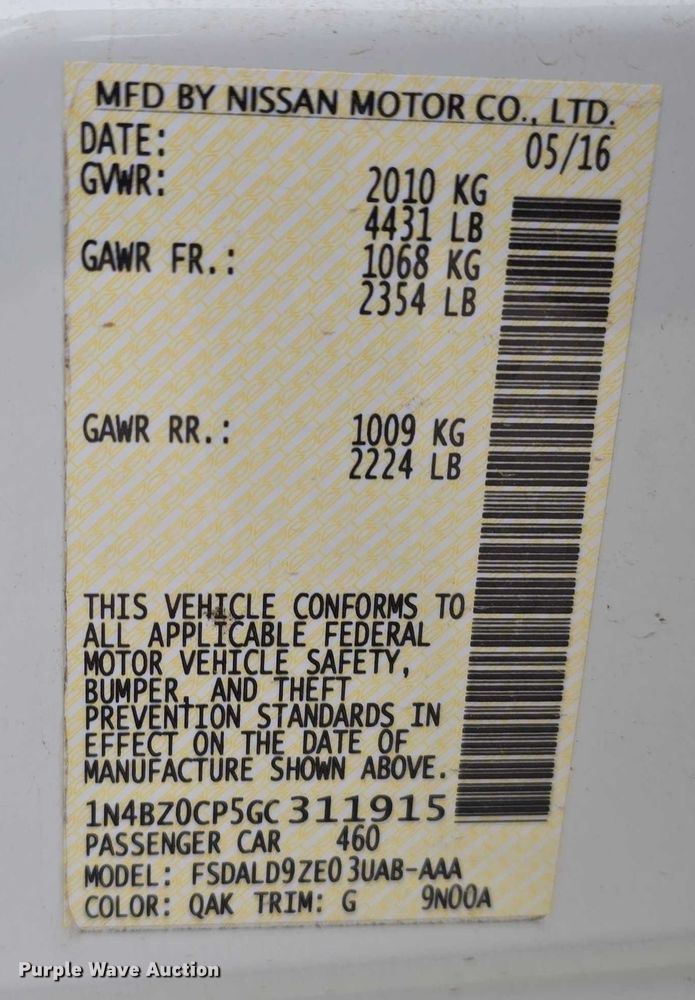 MFD BY NISSAN MOTOR CO., LTD.
DATE: 05/16
GVWR: 2010 KG
4431 LB
GAWR FR.: 1068 KG
2354 LB
GAWR RR.: 1009 KG
2224 LB
THIS VEHICLE CONFORMS TO
ALL APPLICABLE FEDERAL
MOTOR VEHICLE SAFETY,
BUMPER, AND THEFT
PREVENTION STANDARDS IN
EFFECT ON THE DATE OF
MANUFACTURE SHOWN ABOVE.
1N4BZ0CP5GC 311915
PASSENGER CAR 460
MODEL: FSDALD9ZE0 3UAB-AAA
COLOR: QAK TRIM: G 9N00A
Purple Wave Auction